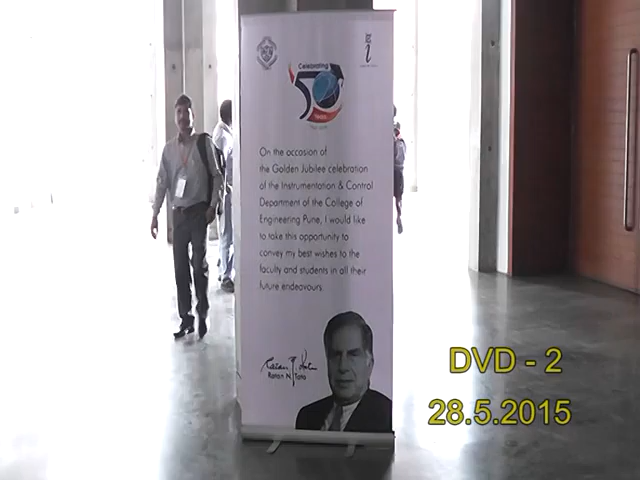 Celebrating
50
Years
On the occasion of
the Golden Jubilee celebration
of the Instrumentation & Control
Department of the College of
Engineering Pune, I would like
to take this opportunity to
convey my best wishes to the
faculty and students in all their
future endeavours.
Ratan N. Tata
DVD - 2
28.5.2015